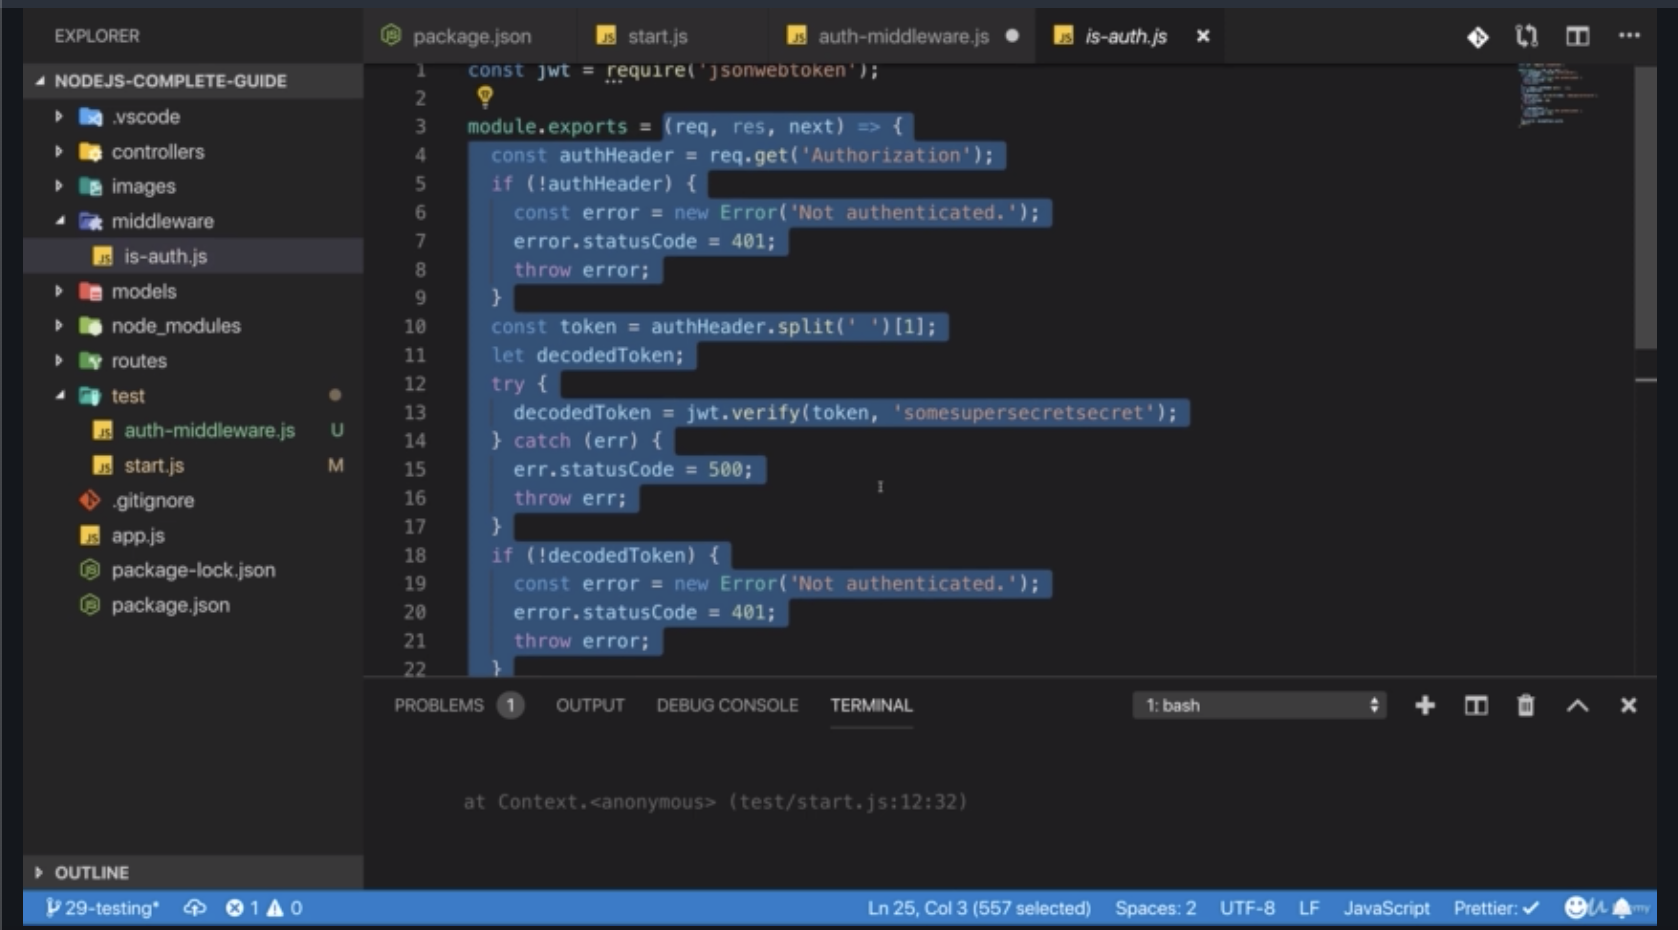 EXPLORER
package.json
start.js
auth-middleware.js
is-auth.js
NODEJS-COMPLETE-GUIDE
.vscode
controllers
images
middleware
is-auth.js
models
node_modules
routes
test
auth-middleware.js U
start.js M
.gitignore
app.js
package-lock.json
package.json
OUTLINE
1 const jwt = require('jsonwebtoken');
2
3 module.exports = (req, res, next) => {
4 const authHeader = req.get('Authorization');
5 if (!authHeader) {
6 const error = new Error('Not authenticated.');
7 error.statusCode = 401;
8 throw error;
9 }
10 const token = authHeader.split(' ')[1];
11 let decodedToken;
12 try {
13 decodedToken = jwt.verify(token, 'somesupersecretsecret');
14 } catch (err) {
15 err.statusCode = 500;
16 throw err;
17 }
18 if (!decodedToken) {
19 const error = new Error('Not authenticated.');
20 error.statusCode = 401;
21 throw error;
22 }
PROBLEMS 1 OUTPUT DEBUG CONSOLE TERMINAL 1: bash
at Context.<anonymous> (test/start.js:12:32)
29-testing* 1 0 Ln 25, Col 3 (557 selected) Spaces: 2 UTF-8 LF JavaScript Prettier: ✓